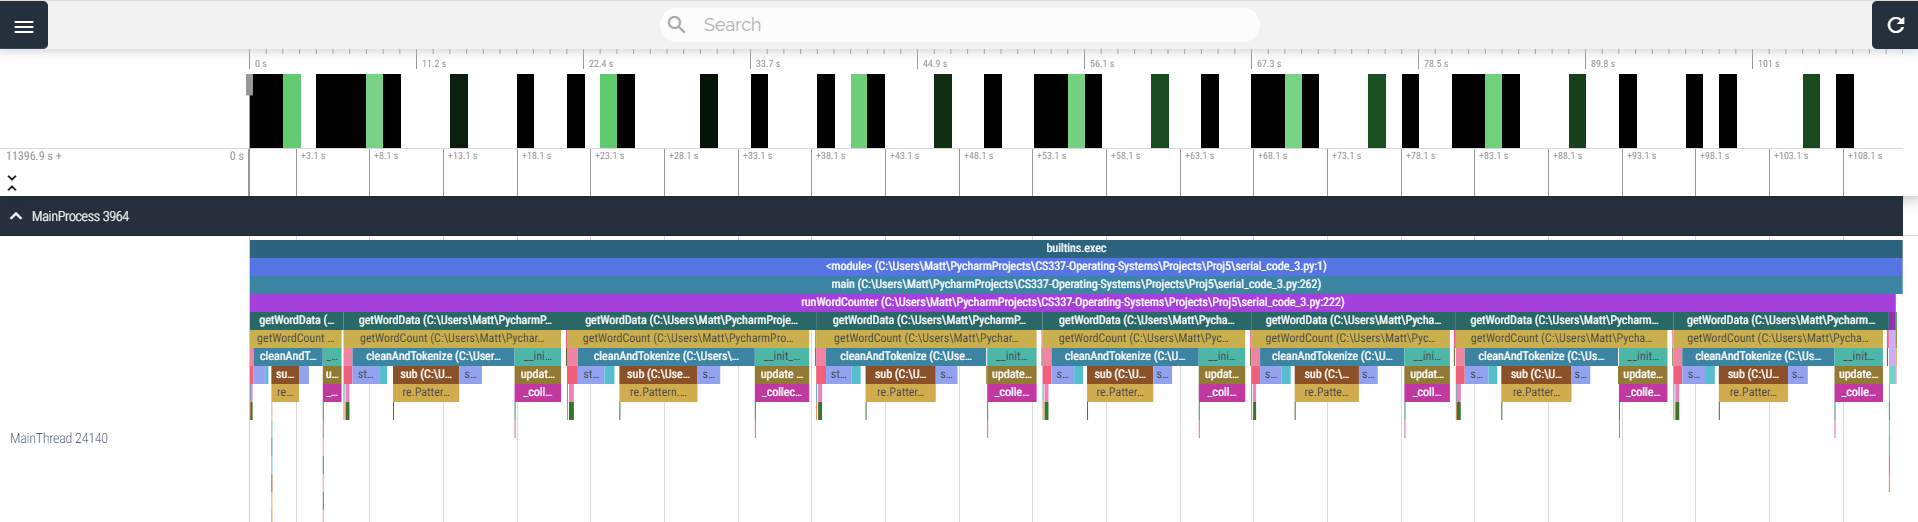 Search
0 s 11.2 s 22.4 s 33.7 s 44.9 s 56.1 s 67.3 s 78.5 s 89.8 s 101 s
11396.9 s + 0 s +3.1 s +8.1 s +13.1 s +18.1 s +23.1 s +28.1 s +33.1 s +38.1 s +43.1 s +48.1 s +53.1 s +58.1 s +63.1 s +68.1 s +73.1 s +78.1 s +83.1 s +88.1 s +93.1 s +98.1 s +103.1 s +108.1 s
MainProcess 3964
builtins.exec
<module> (C:\Users\Matt\PycharmProjects\CS337-Operating-Systems\Projects\Proj5\serial_code_3.py:1)
main (C:\Users\Matt\PycharmProjects\CS337-Operating-Systems\Projects\Proj5\serial_code_3.py:262)
runWordCounter (C:\Users\Matt\PycharmProjects\CS337-Operating-Systems\Projects\Proj5\serial_code_3.py:222)
getWordData (... getWordData (C:\Users\Matt\PycharmP... getWordData (C:\Users\Matt\PycharmProje... getWordData (C:\Users\Matt\PycharmP... getWordData (C:\Users\Matt\Pyc... getWordData (C:\Users\Matt\Pycha... getWordData (C:\Users\Matt\Pycharm... getWordData (C:\Users\Matt\Pycharm...
getWordCount ... getWordCount (C:\Users\Matt\Pychar... getWordCount (C:\Users\Matt\PycharmPro... getWordCount (C:\Users\Matt\Pychar... getWordCount (C:\Users\Matt\Pyc... getWordCount (C:\Users\Matt\Pyc... getWordCount (C:\Users\Matt\Pycha... getWordCount (C:\Users\Matt\Pycha...
cleanAndT... _... cleanAndTokenize (C:\User... __ini... cleanAndTokenize (C:\Users\... __init_... cleanAndTokenize (C:\Use... __init... cleanAndTokenize (C:\U... __ini... cleanAndTokenize (C:\U... __ini... cleanAndTokenize (C:\Us... __init... cleanAndTokenize (C:\Us... __init...
su... u... st... sub (C:\U... s... updat... st... sub (C:\Use... s... update ... st... sub (C:\U... s... update... s... sub (C:\U... s... updat... s... sub (C:\... s... updat... s... sub (C:\U... s... update... s... sub (C:\U... s... update...
re... _... re.Patter... _coll... re.Pattern.... _collec... re.Patter... _colle... re.Patter... _coll... re.Patte... _coll... re.Patter... _colle... re.Patter... _colle...
MainThread 24140